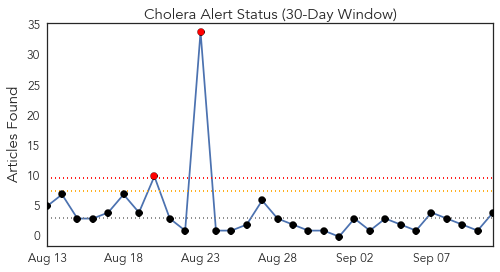 Cholera Alert Status (30-Day Window)
Articles Found
35
30
25
20
15
10
5
0
Aug 13 Aug 18 Aug 23 Aug 28 Sep 02 Sep 07